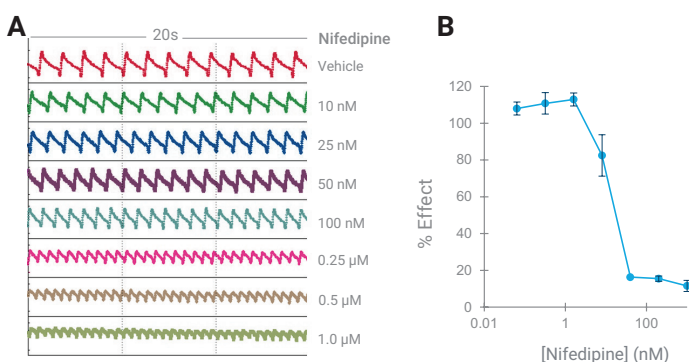 A
20s
Nifedipine
Vehicle
10 nM
25 nM
50 nM
100 nM
0.25 µM
0.5 µM
1.0 µM
B
% Effect
120
100
80
60
40
20
0
0.01 1 100
[Nifedipine] (nM)